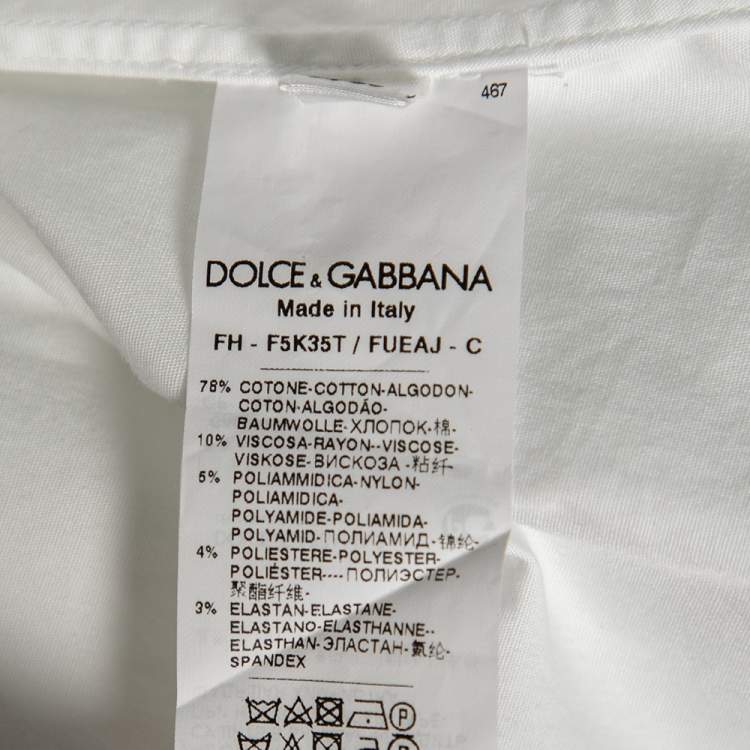 467
DOLCE & GABBANA
Made in Italy
FH - F5K35T / FUEAJ - C
78% COTONE-COTTON-ALGODON-
COTON-ALGODÃO-
BAUMWOLLE-ХЛОПОК-棉-
10% VISCOSA-RAYON--VISCOSE-
VISKOSE-ВИСКОЗА -粘纤-
5% POLIAMMIDICA-NYLON-
POLIAMIDICA-
POLYAMIDE-POLIAMIDA-
POLYAMID-ПОЛИАМИД-锦纶-
4% POLIESTERE-POLYESTER-
POLIÉSTER----ПОЛИЭСТЕР-
聚酯纤维-
3% ELASTAN-ELASTANE-
ELASTANO-ELASTHANNE--
ELASTHAN-ЭЛАСТАН-氨纶-
SPANDEX
P
P